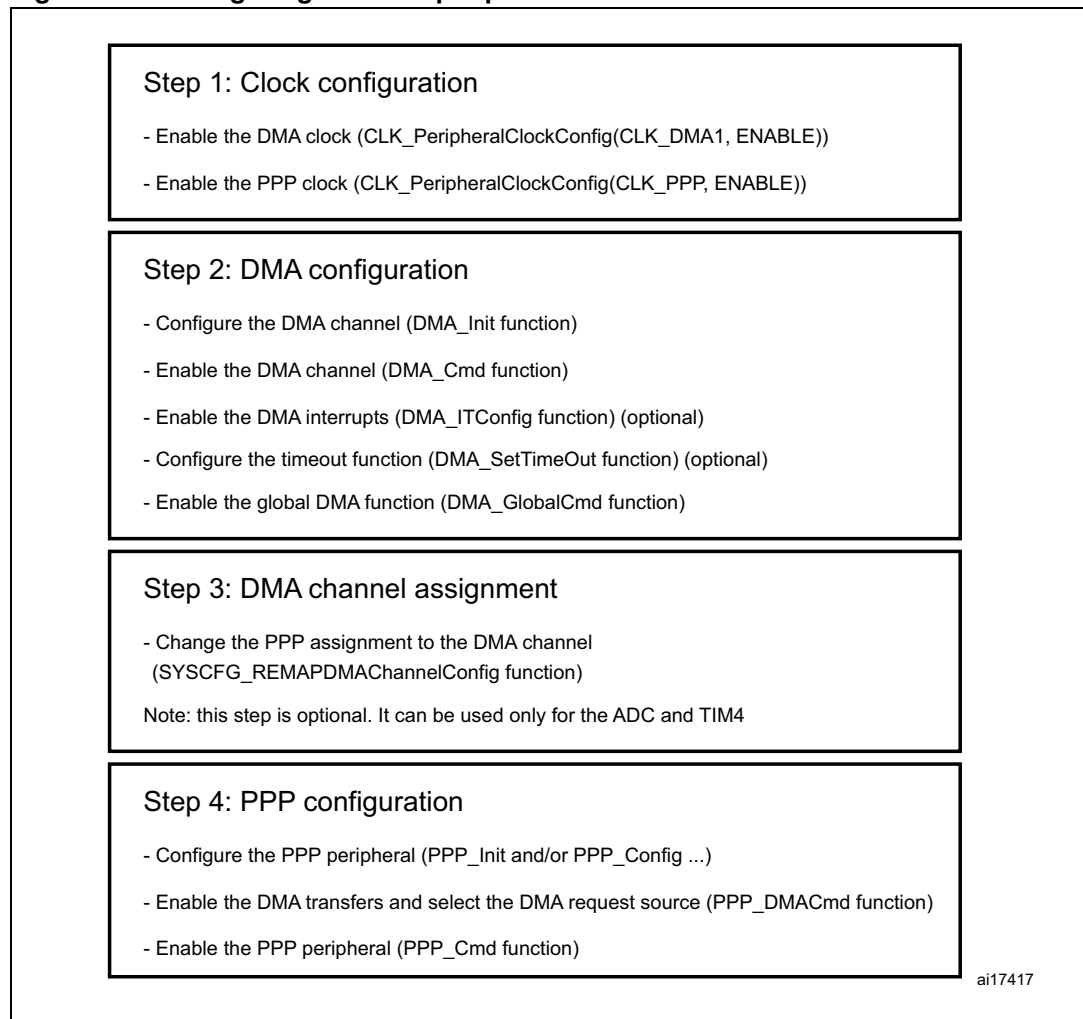 Step 1: Clock configuration
- Enable the DMA clock (CLK_PeripheralClockConfig(CLK_DMA1, ENABLE))
- Enable the PPP clock (CLK_PeripheralClockConfig(CLK_PPP, ENABLE))
Step 2: DMA configuration
- Configure the DMA channel (DMA_Init function)
- Enable the DMA channel (DMA_Cmd function)
- Enable the DMA interrupts (DMA_ITConfig function) (optional)
- Configure the timeout function (DMA_SetTimeOut function) (optional)
- Enable the global DMA function (DMA_GlobalCmd function)
Step 3: DMA channel assignment
- Change the PPP assignment to the DMA channel
(SYSCFG_REMAPDMAChannelConfig function)
Note: this step is optional. It can be used only for the ADC and TIM4
Step 4: PPP configuration
- Configure the PPP peripheral (PPP_Init and/or PPP_Config ...)
- Enable the DMA transfers and select the DMA request source (PPP_DMACmd function)
- Enable the PPP peripheral (PPP_Cmd function)
ai17417